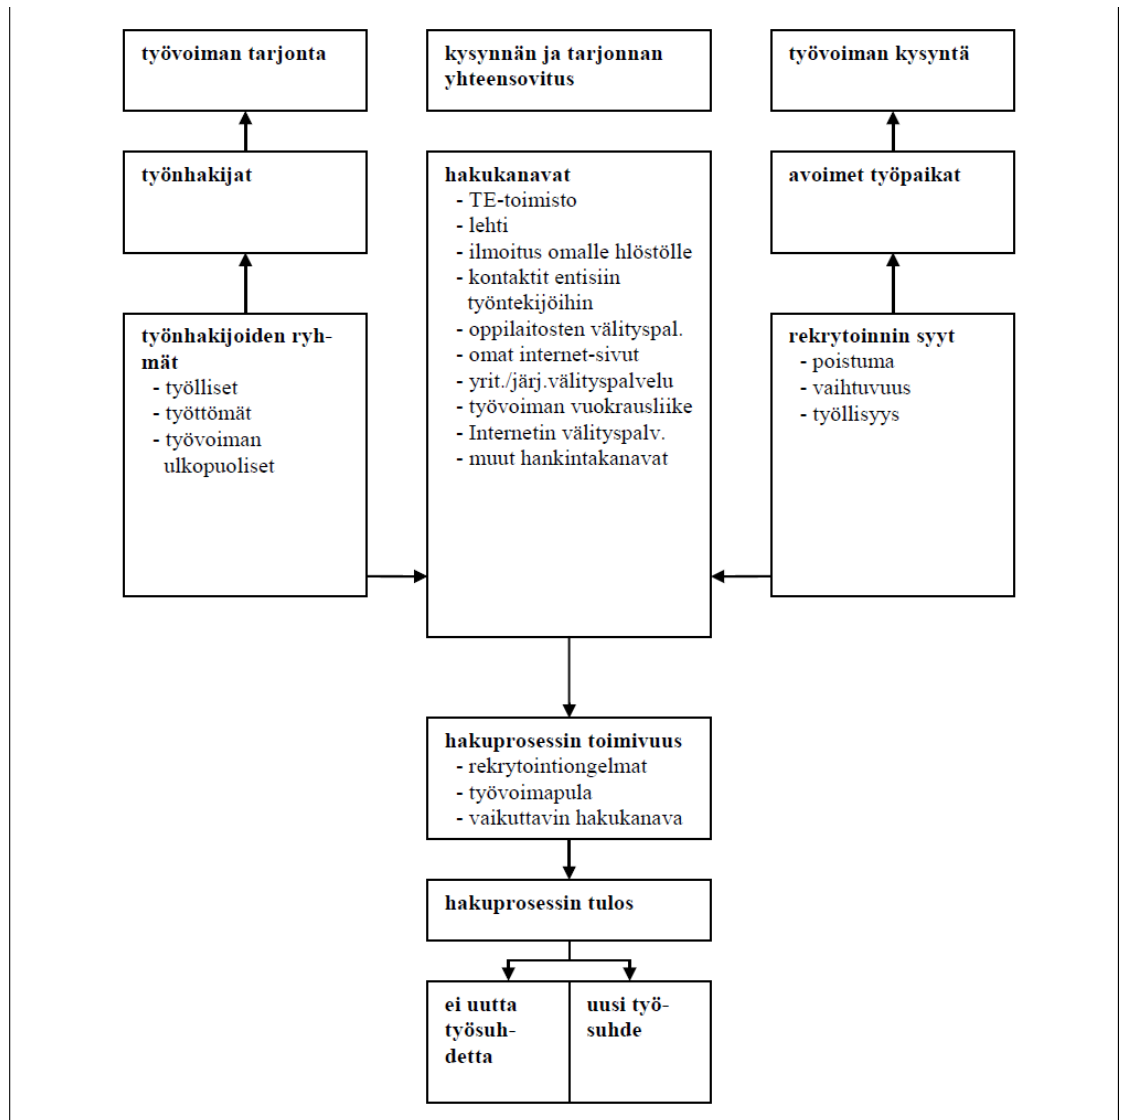 työvoiman tarjonta
kysynnän ja tarjonnan
yhteensovitus
työvoiman kysyntä
työnhakijat
hakukanavat
- TE-toimisto
- lehti
- ilmoitus omalle hlöstölle
- kontaktit entisiin
työntekijöihin
- oppilaitosten välityspal.
- omat internet-sivut
- yrit./järj.välityspalvelu
- työvoiman vuokrausliike
- Internetin välityspalv.
- muut hankintakanavat
avoimet työpaikat
työnhakijoiden ryh-
mät
- työlliset
- työttömät
- työvoiman
ulkopuoliset
rekrytoinnin syyt
- poistuma
- vaihtuvuus
- työllisyys
hakuprosessin toimivuus
- rekrytointiongelmat
- työvoimapula
- vaikuttavin hakukanava
hakuprosessin tulos
ei uutta
työsuh-
detta
uusi työ-
suhde